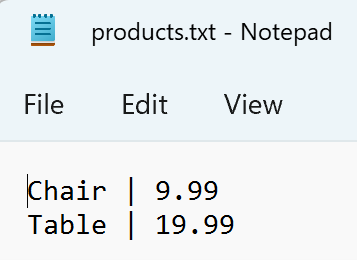 products.txt - Notepad
File Edit View
Chair | 9.99
Table | 19.99